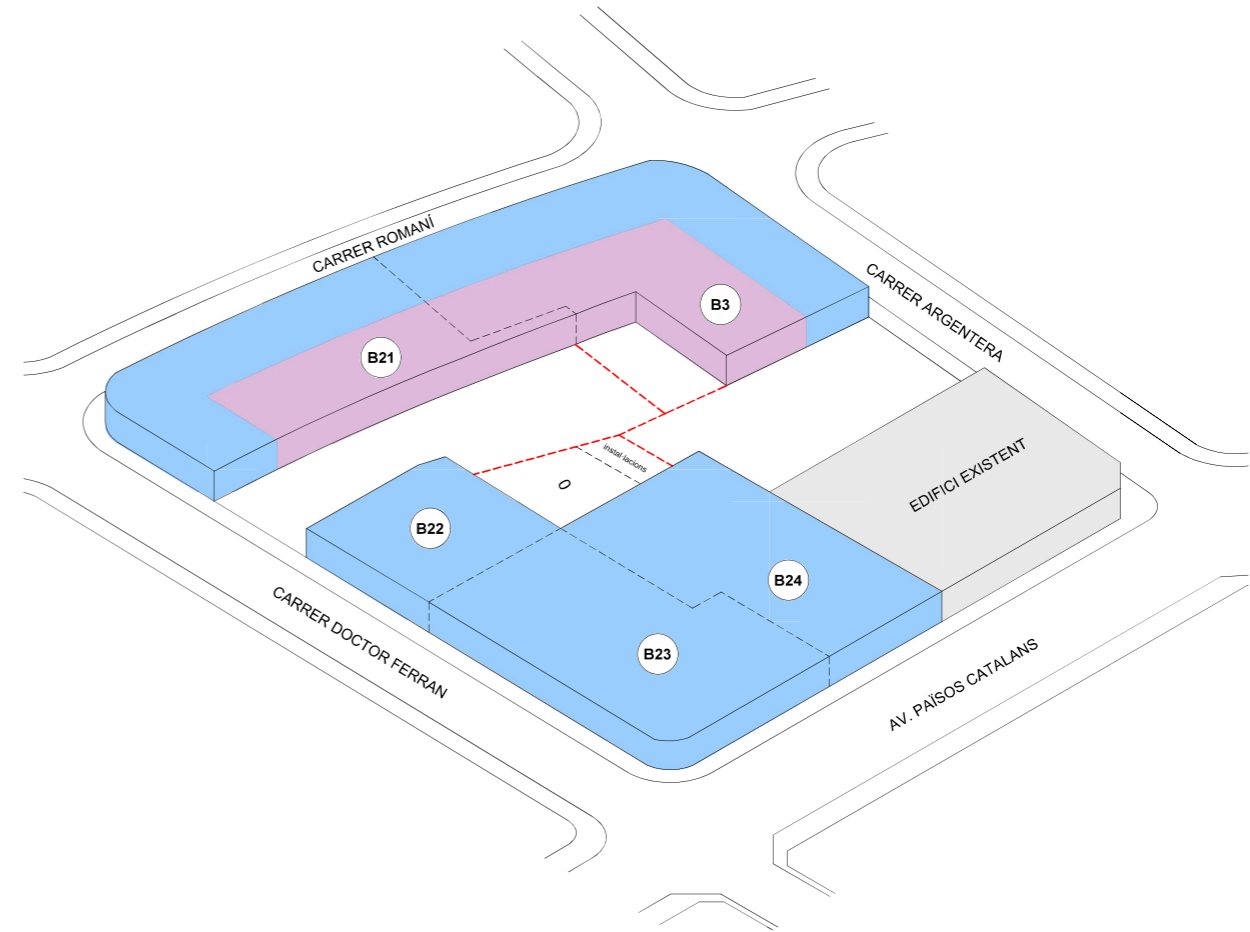 CARRER ROMANÍ
CARRER ARGENTERA
B3
B21
EDIFICI EXISTENT
instal·lacions
0
B22
B24
CARRER DOCTOR FERRAN
B23
AV. PAÏSOS CATALANS